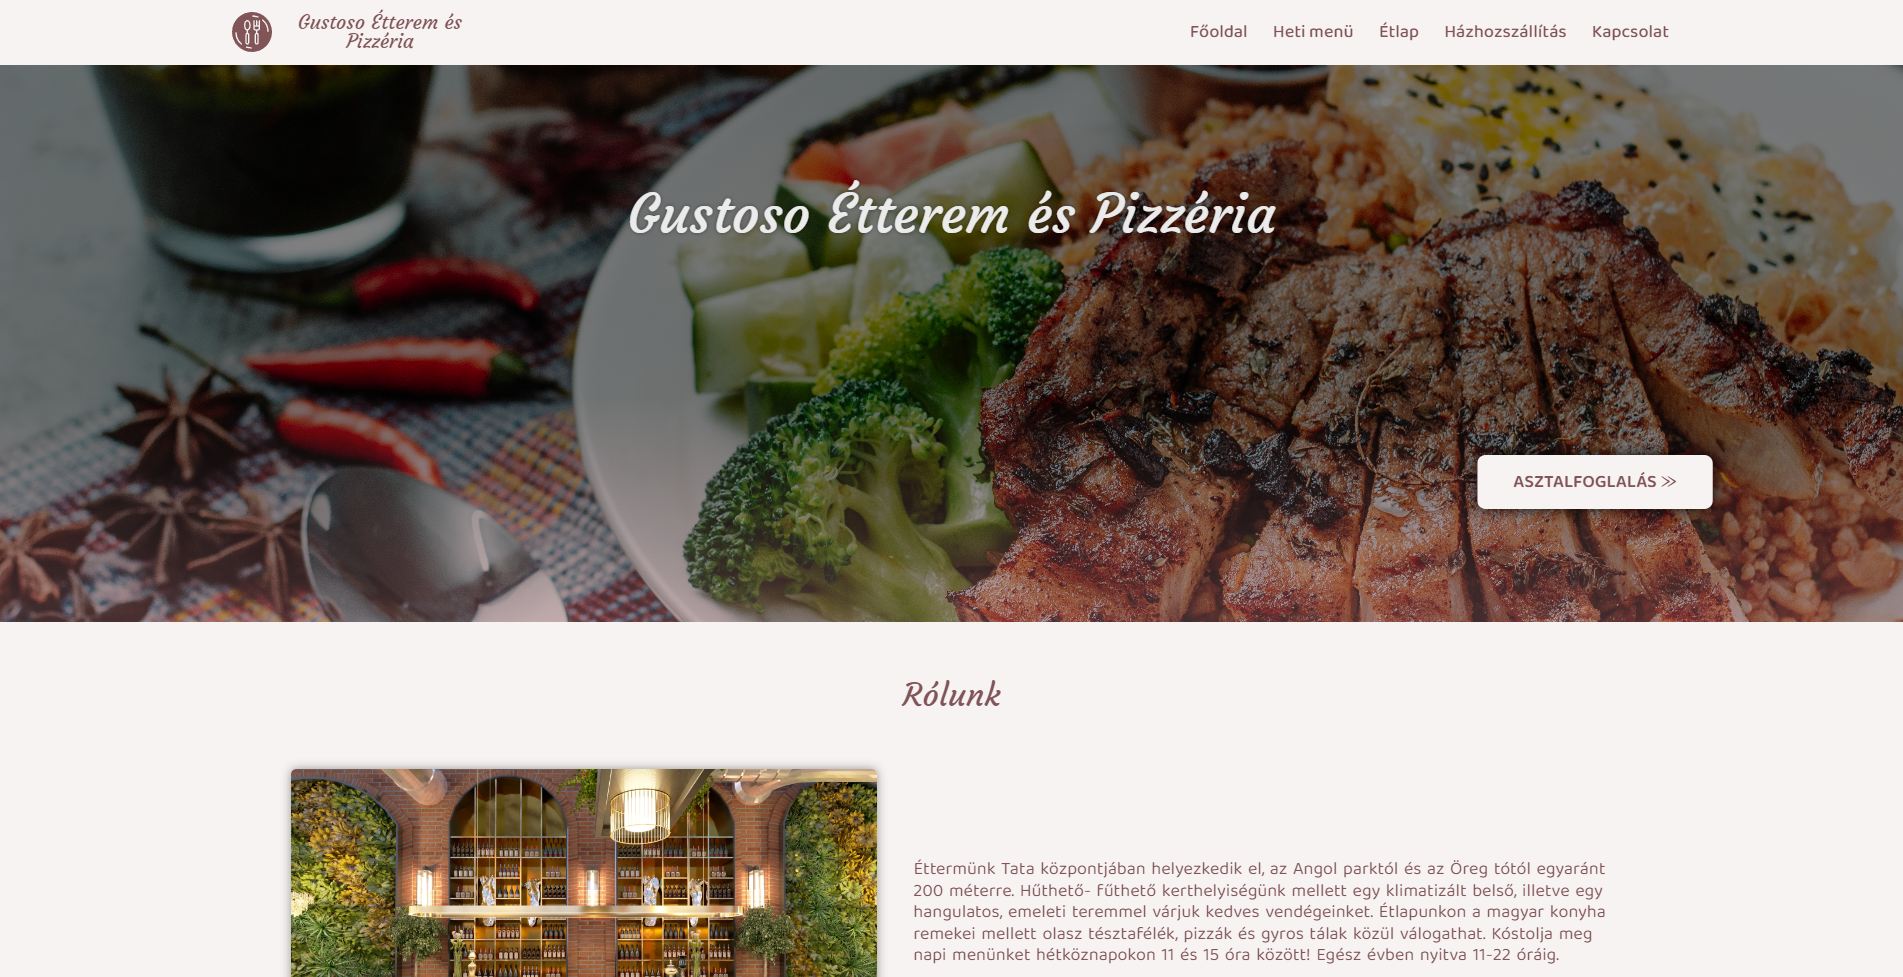 Gustoso Étterem és
Pizzéria
Főoldal Heti menü Étlap Házhozszállítás Kapcsolat
Gustoso Étterem és Pizzéria
ASZTALFOGLALÁS
Rólunk
Éttermünk Tata központjában helyezkedik el, az Angol parktól és az Öreg tótól egyaránt
200 méterre. Hűthető- fűthető kerthelyiségünk mellett egy klimatizált belső, illetve egy
hangulatos, emeleti teremmel várjuk kedves vendégeinket. Étlapunkon a magyar konyha
remekei mellett olasz tésztafélék, pizzák és gyros tálak közül válogathat. Kóstolja meg
napi menünket hétköznapokon 11 és 15 óra között! Egész évben nyitva 11-22 óráig.